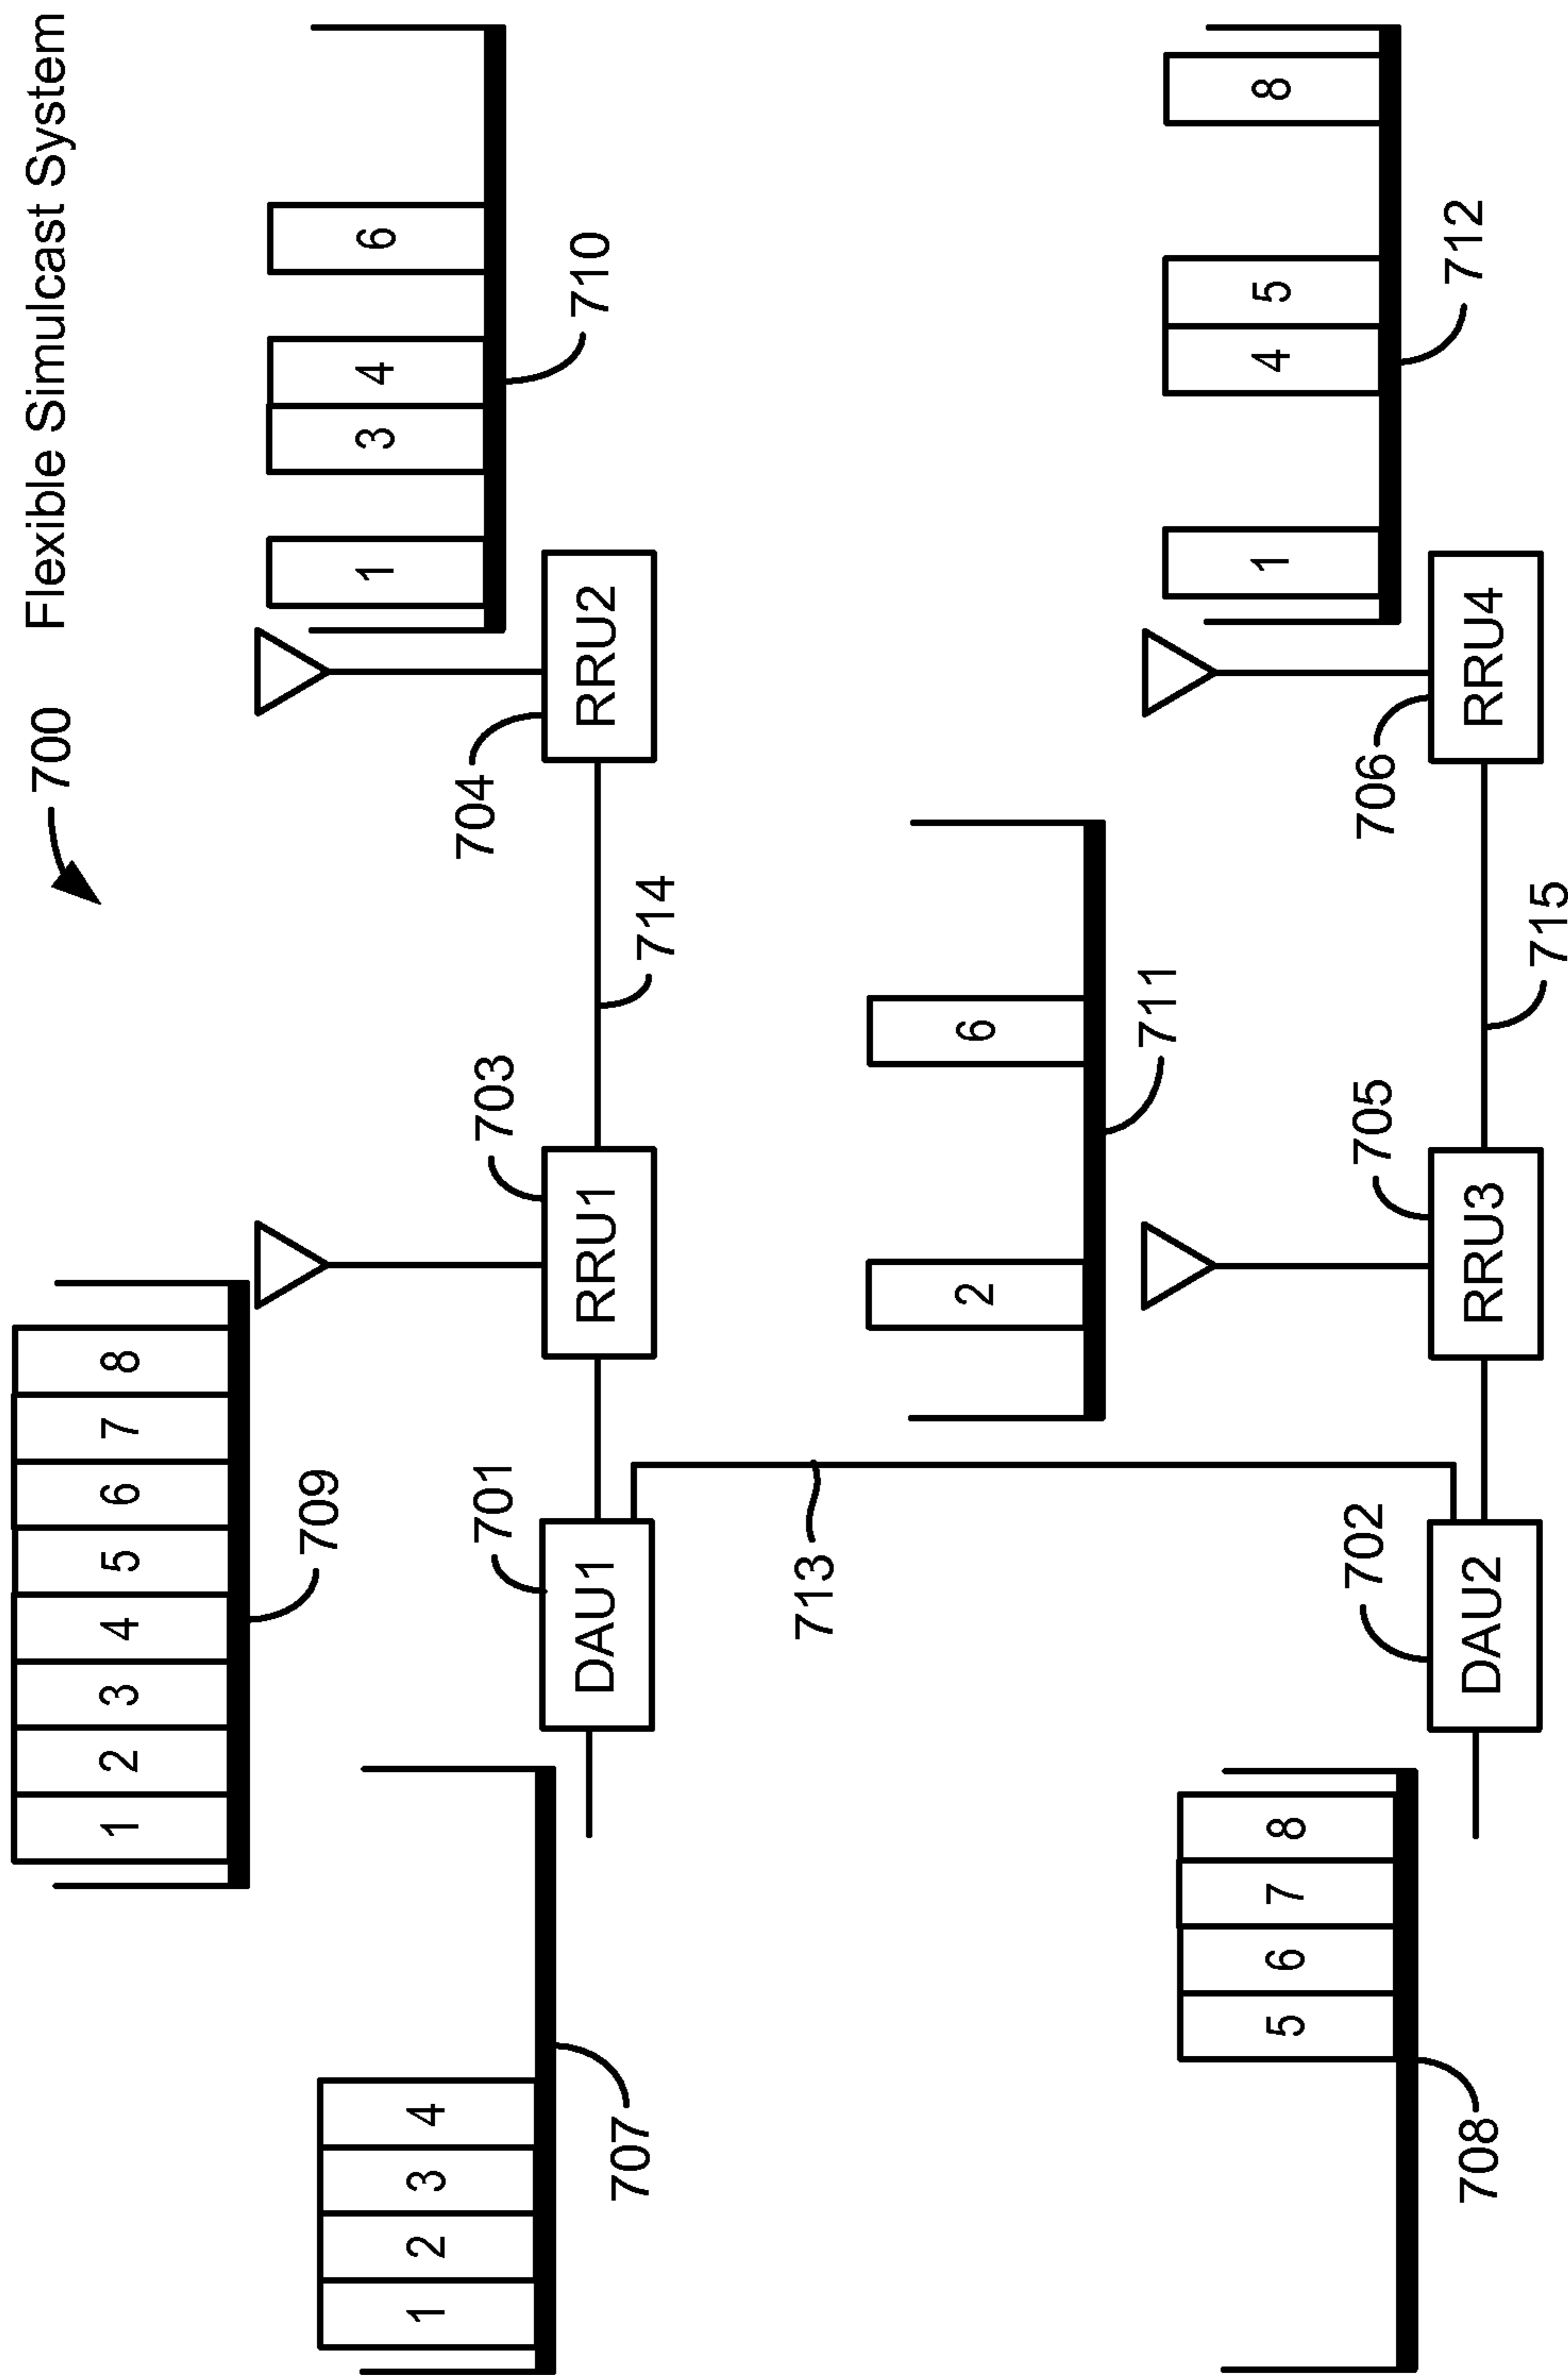 700 Flexible Simulcast System
1 2 3 4 5 6 7 8
709
1 2 3 4
707
1 3 4 6
710
701
703
704
DAU1
RRU1
RRU2
714
713
2 6
711
5 6 7 8
708
1 4 5 8
712
702
705
706
DAU2
RRU3
RRU4
715